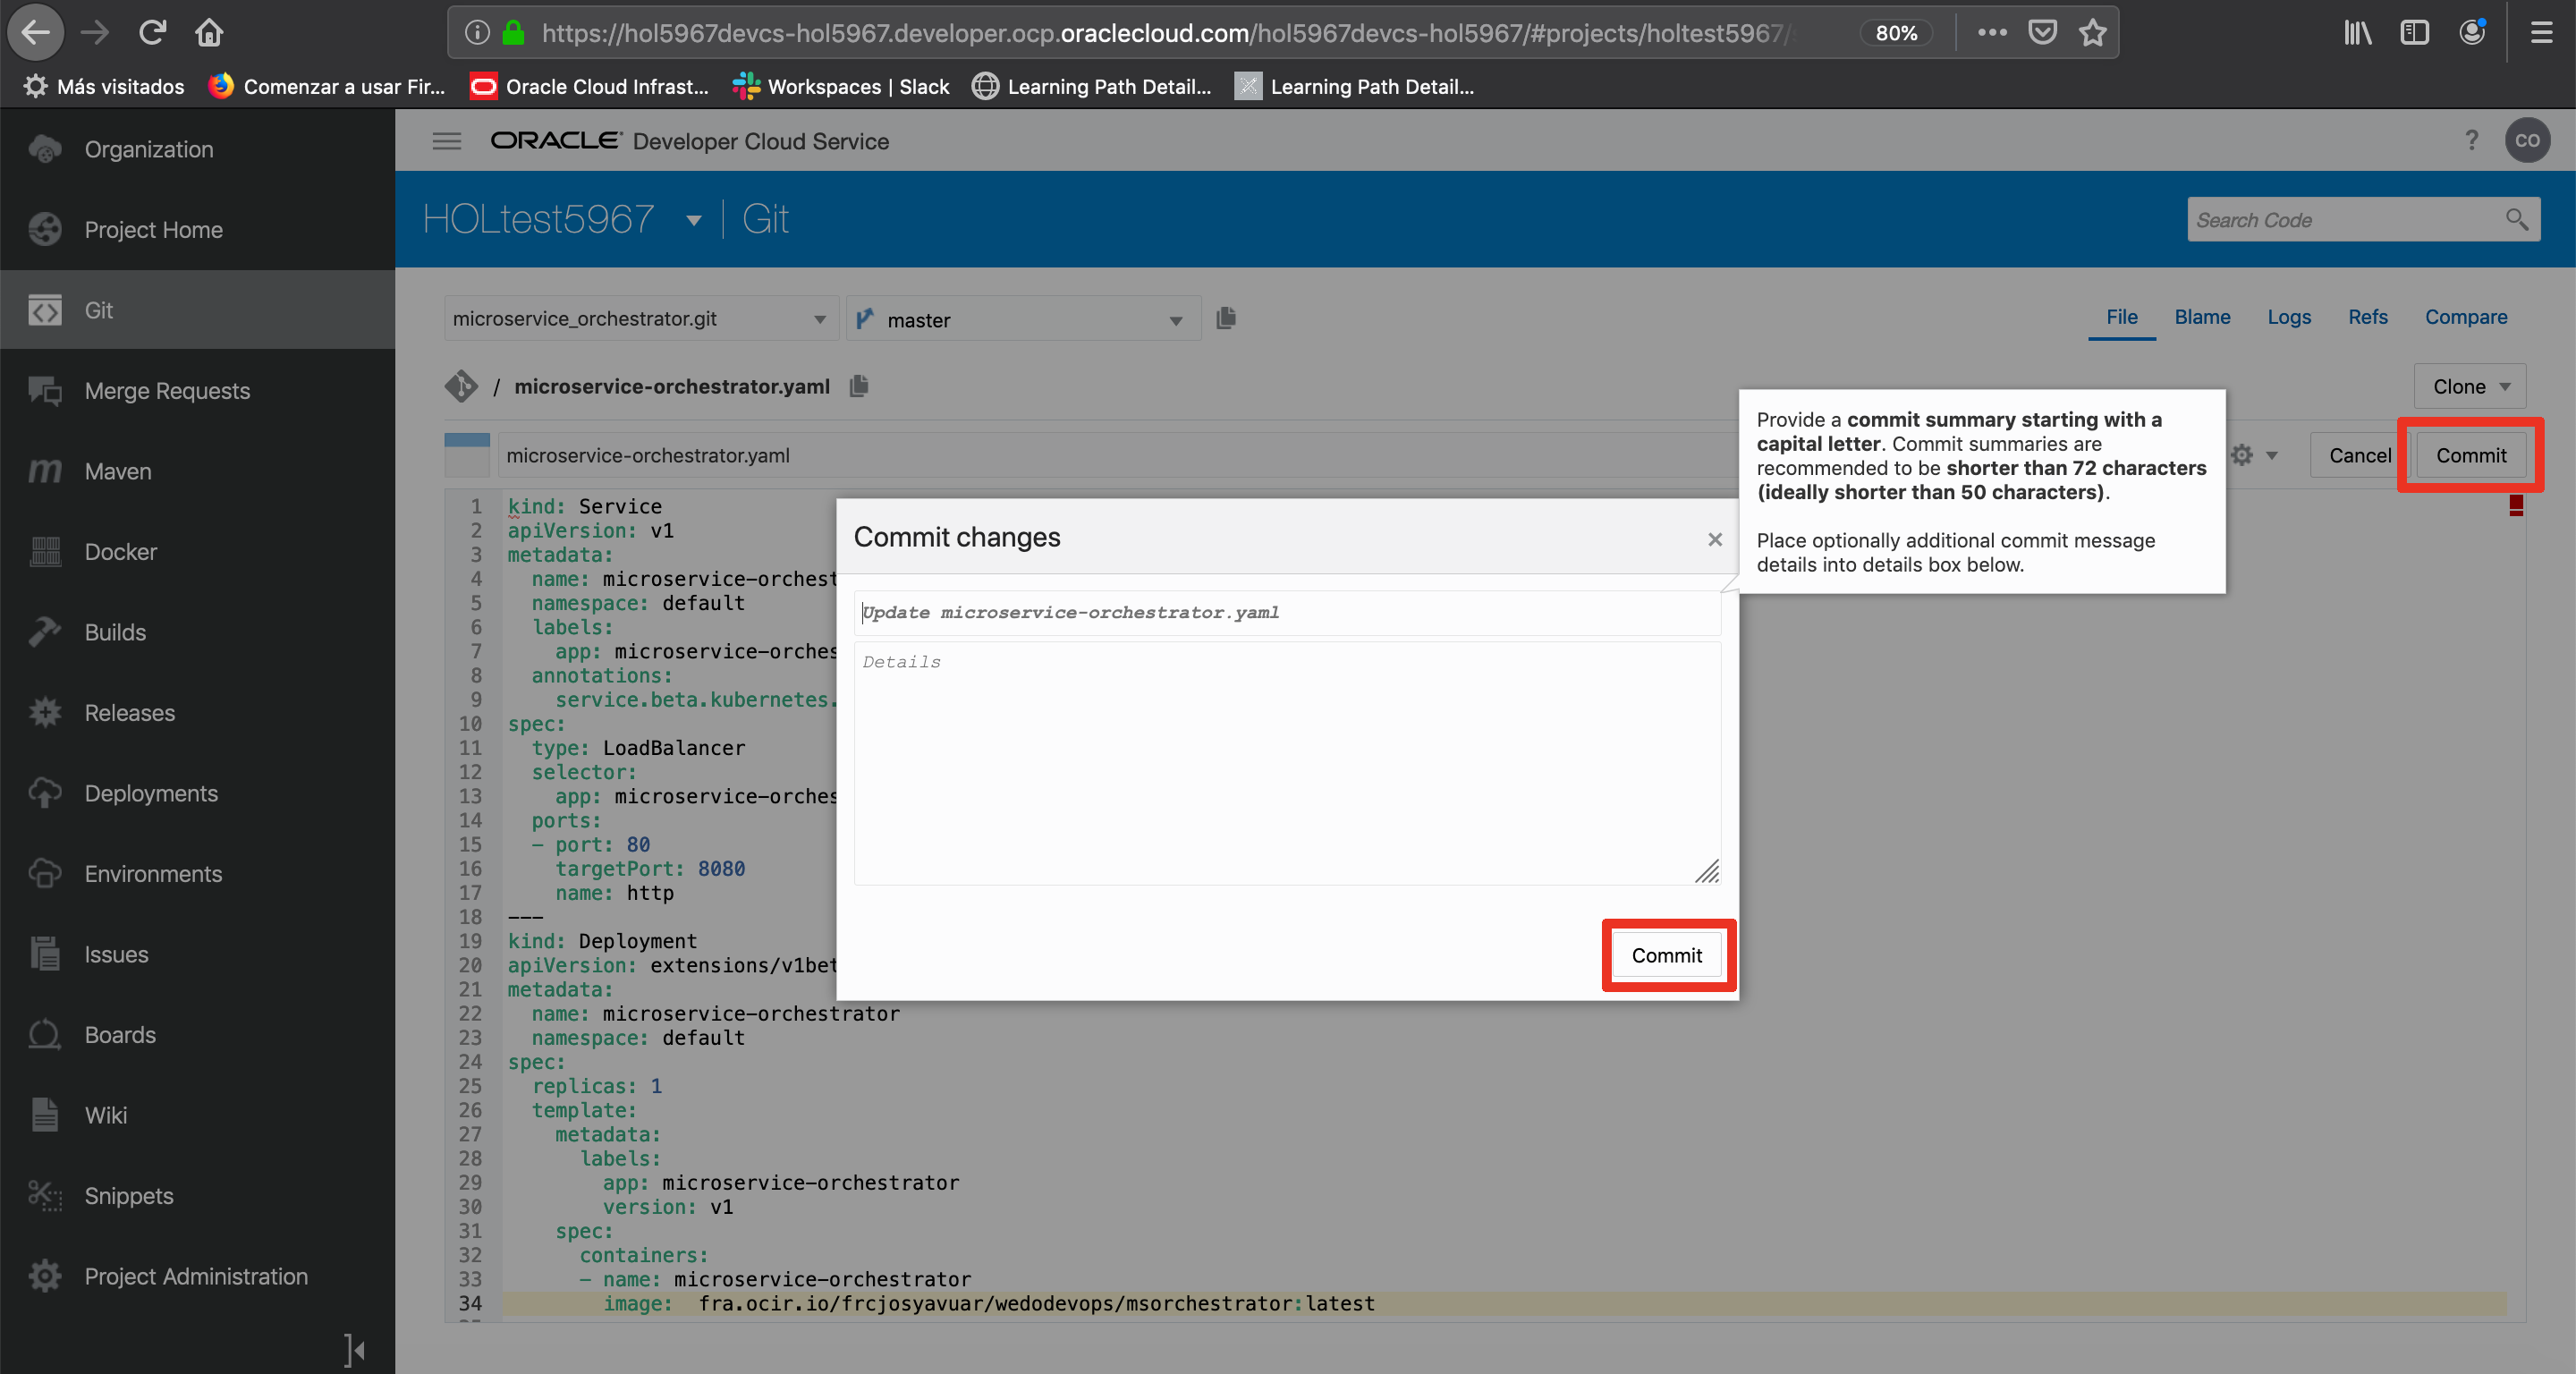 https://hol5967devcs-hol5967.developer.ocp.oraclecloud.com/hol5967devcs-hol5967/#projects/holtest5967/
80%
Más visitados
Comenzar a usar Fir...
Oracle Cloud Infrast...
Workspaces | Slack
Learning Path Detail...
Learning Path Detail...
Organization
Project Home
Git
Merge Requests
Maven
Docker
Builds
Releases
Deployments
Environments
Issues
Boards
Wiki
Snippets
Project Administration
ORACLE Developer Cloud Service
?
CO
HOLtest5967 | Git
Search Code
microservice_orchestrator.git
master
File
Blame
Logs
Refs
Compare
/ microservice-orchestrator.yaml
Clone
microservice-orchestrator.yaml
Cancel
Commit
Provide a commit summary starting with a
capital letter. Commit summaries are
recommended to be shorter than 72 characters
(ideally shorter than 50 characters).
Place optionally additional commit message
details into details box below.
Commit changes
×
Update microservice-orchestrator.yaml
Details
Commit
1 kind: Service
2 apiVersion: v1
3 metadata:
4 name: microservice-orchest
5 namespace: default
6 labels:
7 app: microservice-orches
8 annotations:
9 service.beta.kubernetes.
10 spec:
11 type: LoadBalancer
12 selector:
13 app: microservice-orches
14 ports:
15 - port: 80
16 targetPort: 8080
17 name: http
18 ---
19 kind: Deployment
20 apiVersion: extensions/v1bet
21 metadata:
22 name: microservice-orchestrator
23 namespace: default
24 spec:
25 replicas: 1
26 template:
27 metadata:
28 labels:
29 app: microservice-orchestrator
30 version: v1
31 spec:
32 containers:
33 - name: microservice-orchestrator
34 image: fra.ocir.io/frcjosyavuar/wedodevops/msorchestrator:latest